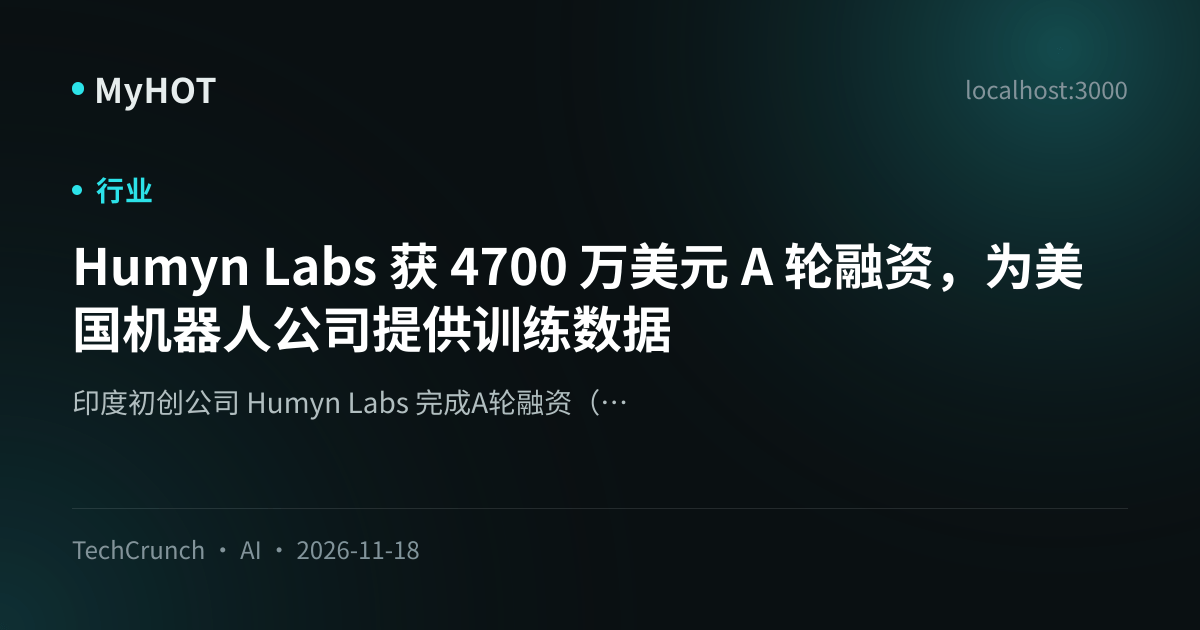 MyHOT
localhost:3000
行业
Humyn Labs 获 4700 万美元 A 轮融资，为美
国机器人公司提供训练数据
印度初创公司 Humyn Labs 完成A轮融资（…
TechCrunch · AI · 2026-11-18